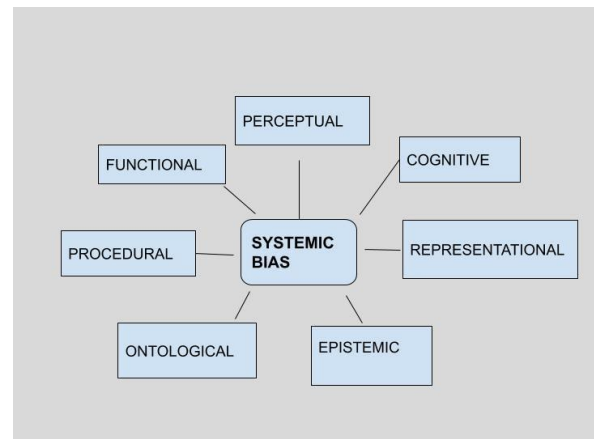 PERCEPTUAL
FUNCTIONAL
COGNITIVE
PROCEDURAL
SYSTEMIC
BIAS
REPRESENTATIONAL
ONTOLOGICAL
EPISTEMIC